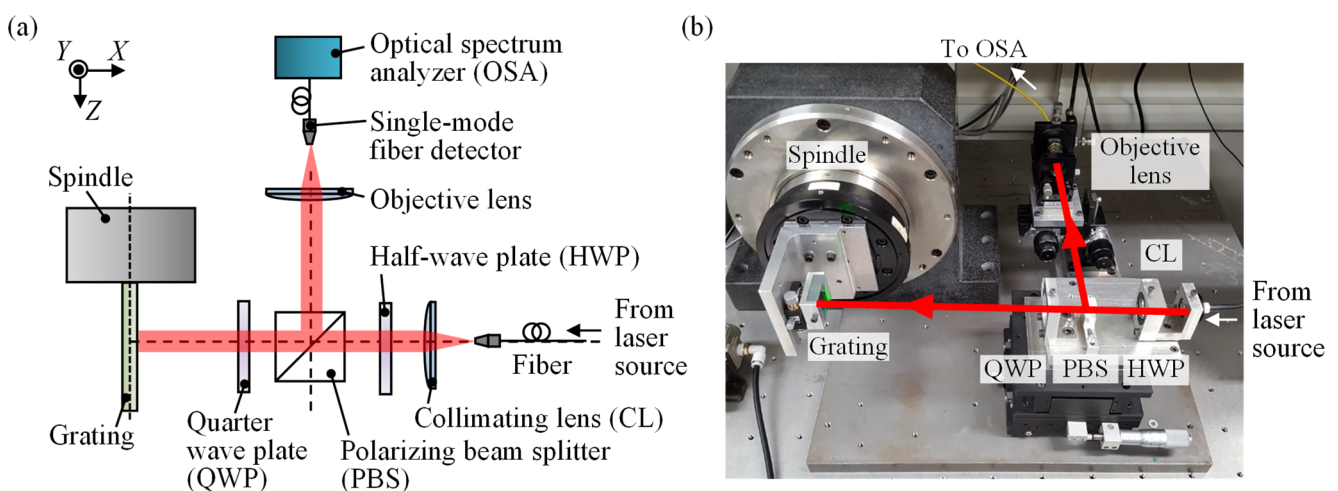 (a)
Y
X
Z
Optical spectrum
analyzer (OSA)
Single-mode
fiber detector
Spindle
Objective lens
Half-wave plate (HWP)
From
laser
source
Fiber
Grating
Quarter
wave plate
(QWP)
Polarizing beam splitter
(PBS)
Collimating lens (CL)
(b)
To OSA
Spindle
Objective
lens
CL
From
laser
source
Grating
QWP
PBS
HWP